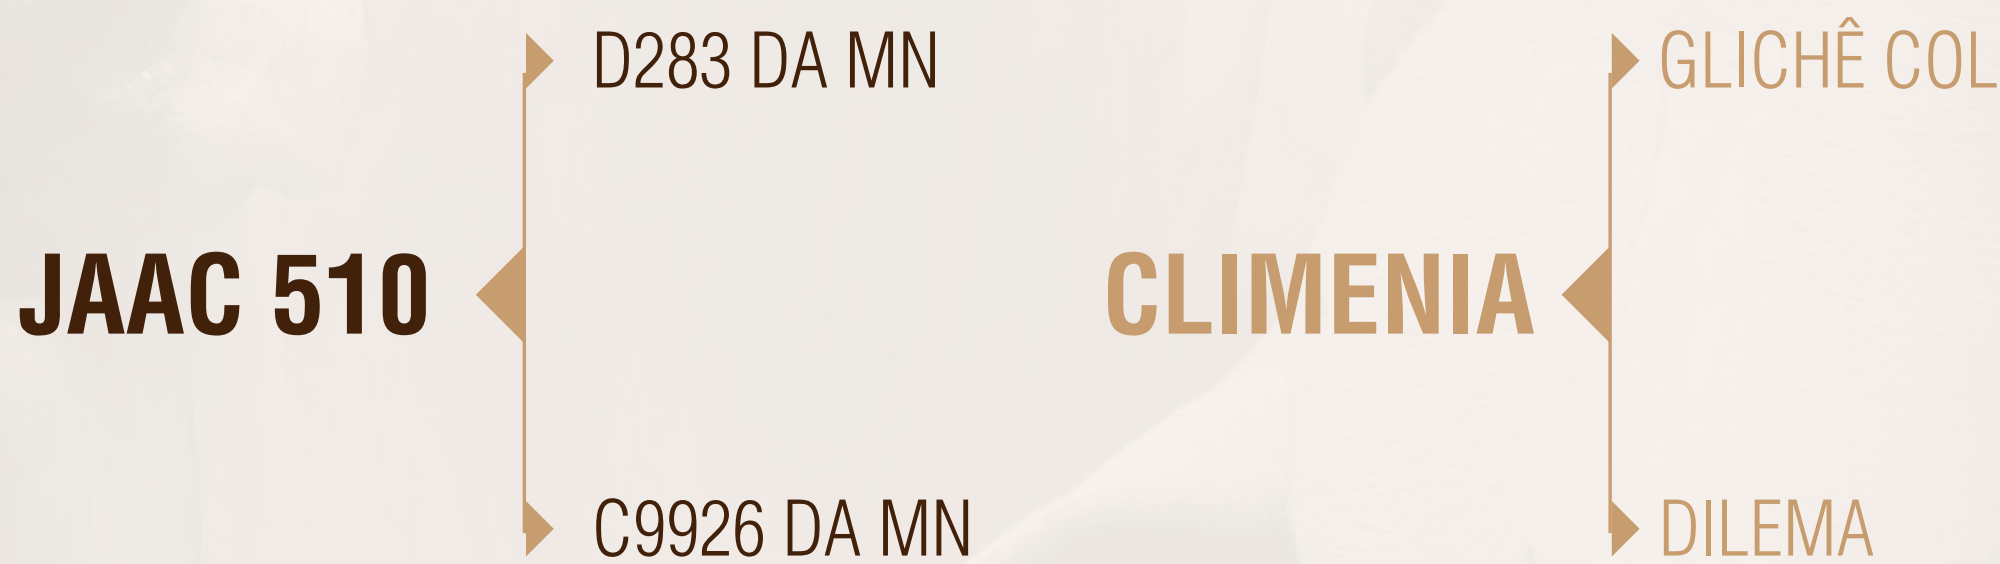 D283 DA MN
GLICHÊ COL
JAAC 510
CLIMENIA
C9926 DA MN
DILEMA